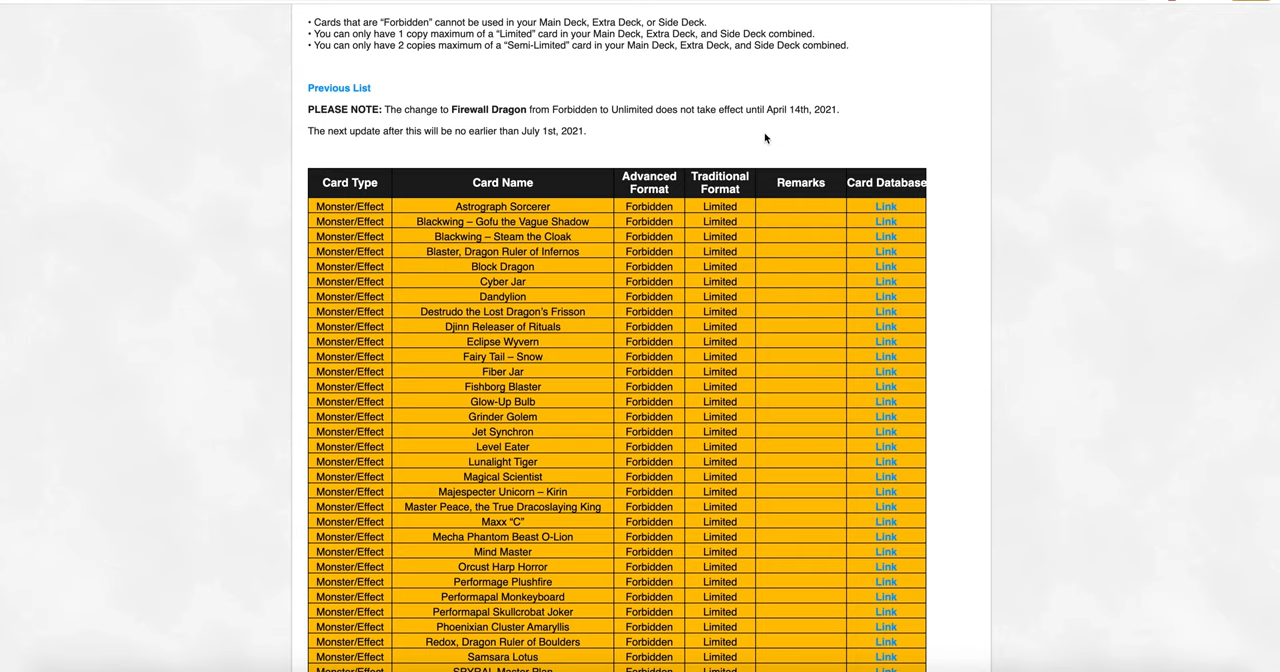 • Cards that are “Forbidden” cannot be used in your Main Deck, Extra Deck, or Side Deck.
• You can only have 1 copy maximum of a “Limited” card in your Main Deck, Extra Deck, and Side Deck combined.
• You can only have 2 copies maximum of a “Semi-Limited” card in your Main Deck, Extra Deck, and Side Deck combined.
Previous List
PLEASE NOTE: The change to Firewall Dragon from Forbidden to Unlimited does not take effect until April 14th, 2021.
The next update after this will be no earlier than July 1st, 2021.
Card Type Card Name Advanced Format Traditional Format Remarks Card Database
Monster/Effect Astrograph Sorcerer Forbidden Limited Link
Monster/Effect Blackwing – Gofu the Vague Shadow Forbidden Limited Link
Monster/Effect Blackwing – Steam the Cloak Forbidden Limited Link
Monster/Effect Blaster, Dragon Ruler of Infernos Forbidden Limited Link
Monster/Effect Block Dragon Forbidden Limited Link
Monster/Effect Cyber Jar Forbidden Limited Link
Monster/Effect Dandylion Forbidden Limited Link
Monster/Effect Destrudo the Lost Dragon’s Frisson Forbidden Limited Link
Monster/Effect Djinn Releaser of Rituals Forbidden Limited Link
Monster/Effect Eclipse Wyvern Forbidden Limited Link
Monster/Effect Fairy Tail – Snow Forbidden Limited Link
Monster/Effect Fiber Jar Forbidden Limited Link
Monster/Effect Fishborg Blaster Forbidden Limited Link
Monster/Effect Glow-Up Bulb Forbidden Limited Link
Monster/Effect Grinder Golem Forbidden Limited Link
Monster/Effect Jet Synchron Forbidden Limited Link
Monster/Effect Level Eater Forbidden Limited Link
Monster/Effect Lunalight Tiger Forbidden Limited Link
Monster/Effect Magical Scientist Forbidden Limited Link
Monster/Effect Majespecter Unicorn – Kirin Forbidden Limited Link
Monster/Effect Master Peace, the True Dracoslaying King Forbidden Limited Link
Monster/Effect Maxx “C” Forbidden Limited Link
Monster/Effect Mecha Phantom Beast O-Lion Forbidden Limited Link
Monster/Effect Mind Master Forbidden Limited Link
Monster/Effect Orcust Harp Horror Forbidden Limited Link
Monster/Effect Performage Plushfire Forbidden Limited Link
Monster/Effect Performapal Monkeyboard Forbidden Limited Link
Monster/Effect Performapal Skullcrobat Joker Forbidden Limited Link
Monster/Effect Phoenixian Cluster Amaryllis Forbidden Limited Link
Monster/Effect Redox, Dragon Ruler of Boulders Forbidden Limited Link
Monster/Effect Samsara Lotus Forbidden Limited Link
Monster/Effect SPYRAL Master Plan Forbidden Limited Link